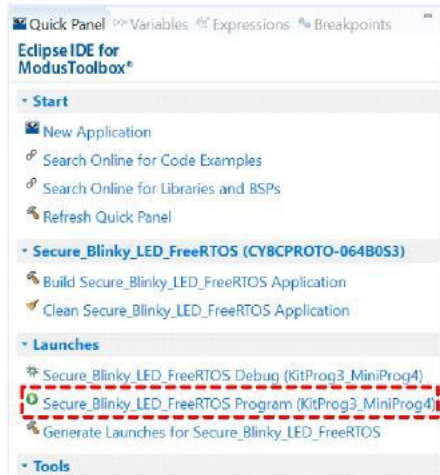 Quick Panel Variables Expressions Breakpoints
Eclipse IDE for
ModusToolbox®
Start
New Application
Search Online for Code Examples
Search Online for Libraries and BSPs
Refresh Quick Panel
Secure_Blinky_LED_FreeRTOS (CY8CPROTO-064B0S3)
Build Secure_Blinky_LED_FreeRTOS Application
Clean Secure_Blinky_LED_FreeRTOS Application
Launches
Secure_Blinky_LED_FreeRTOS Debug (KitProg3_MiniProg4)
Secure_Blinky_LED_FreeRTOS Program (KitProg3_MiniProg4)
Generate Launches for Secure_Blinky_LED_FreeRTOS
Tools